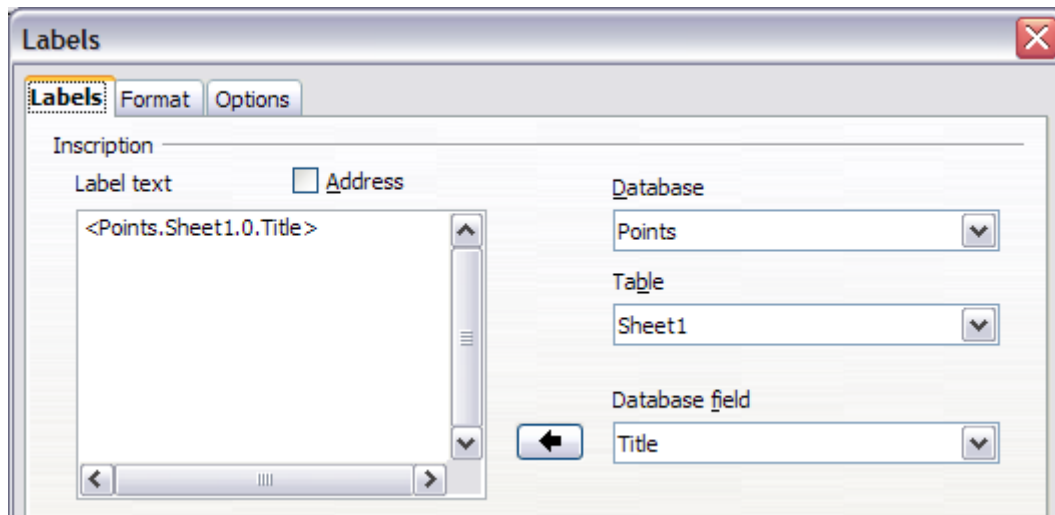 Labels
Labels Format Options
Inscription
Label text Address
<Points.Sheet1.0.Title>
Database
Points
Table
Sheet1
Database field
Title